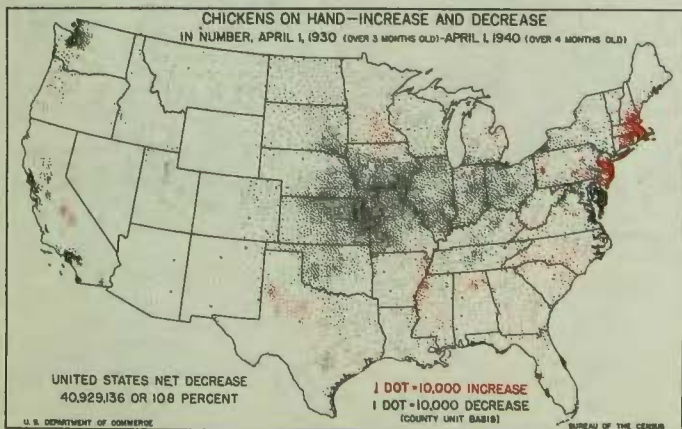 CHICKENS ON HAND—INCREASE AND DECREASE
IN NUMBER, APRIL 1, 1930 (OVER 3 MONTHS OLD)-APRIL 1, 1940 (OVER 4 MONTHS OLD)
UNITED STATES NET DECREASE
40,929,136 OR 10.8 PERCENT
1 DOT=10,000 INCREASE
1 DOT=10,000 DECREASE
(COUNTY UNIT BASIS)
U. S. DEPARTMENT OF COMMERCE
BUREAU OF THE CENSUS